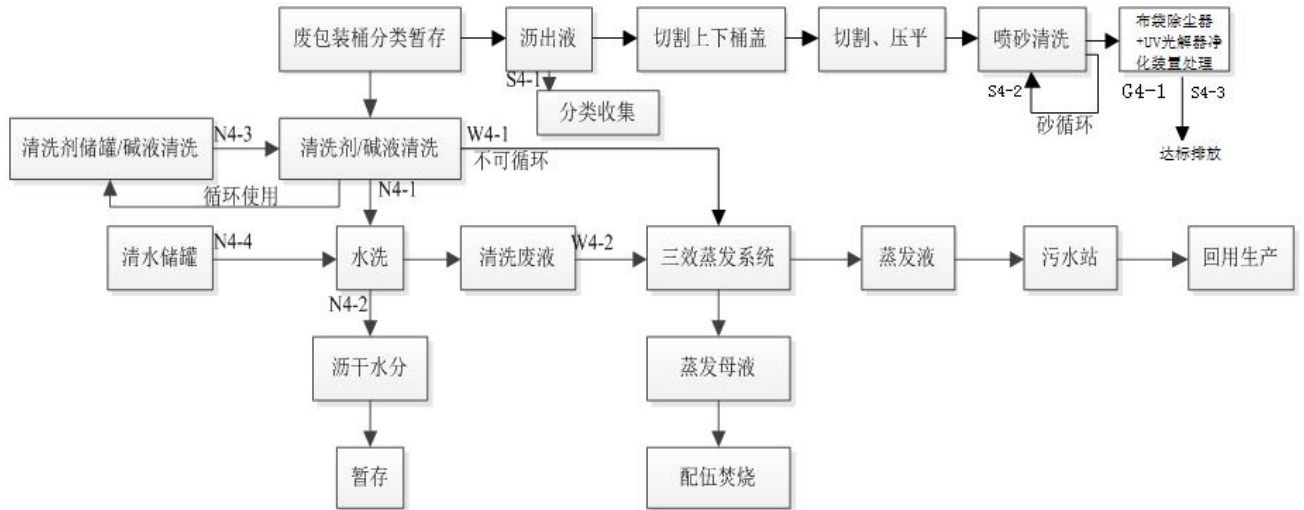 废包装桶分类暂存
沥出液
切割上下桶盖
切割、压平
喷砂清洗
布袋除尘器
+UV光解器净
化装置处理
S4-1
S4-2
G4-1
S4-3
分类收集
砂循环
达标排放
清洗剂储罐/碱液清洗
N4-3
清洗剂/碱液清洗
W4-1
不可循环
循环使用
N4-1
清水储罐
N4-4
水洗
清洗废液
W4-2
三效蒸发系统
蒸发液
污水站
回用生产
N4-2
沥干水分
蒸发母液
暂存
配伍焚烧